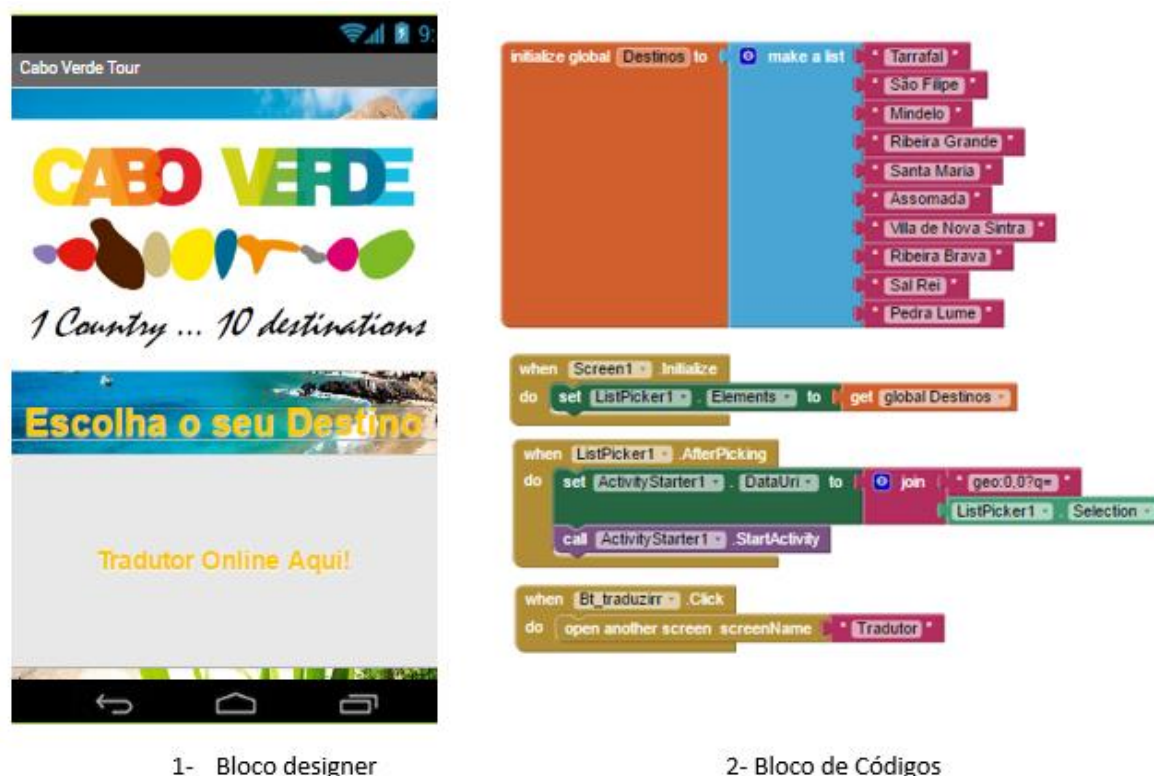 9:
Cabo Verde Tour
CABO VERDE
1 Country ... 10 destinations
Escolha o seu Destino
Tradutor Online Aqui!
1- Bloco designer
initialize global Destinos to make a list " Tarrafal "
" São Filipe "
" Mindelo "
" Ribeira Grande "
" Santa Maria "
" Assomada "
" Villa de Nova Sintra "
" Ribeira Brava "
" Sal Rei "
" Pedra Lume "
when Screen1 .Initialize
do set ListPicker1 . Elements to get global Destinos
when ListPicker1 .AfterPicking
do set ActivityStarter1 . DataUri to join " geo:0,0?q= "
ListPicker1 . Selection
call ActivityStarter1 .StartActivity
when Bt_traduzirr .Click
do open another screen screenName " Tradutor "
2- Bloco de Códigos